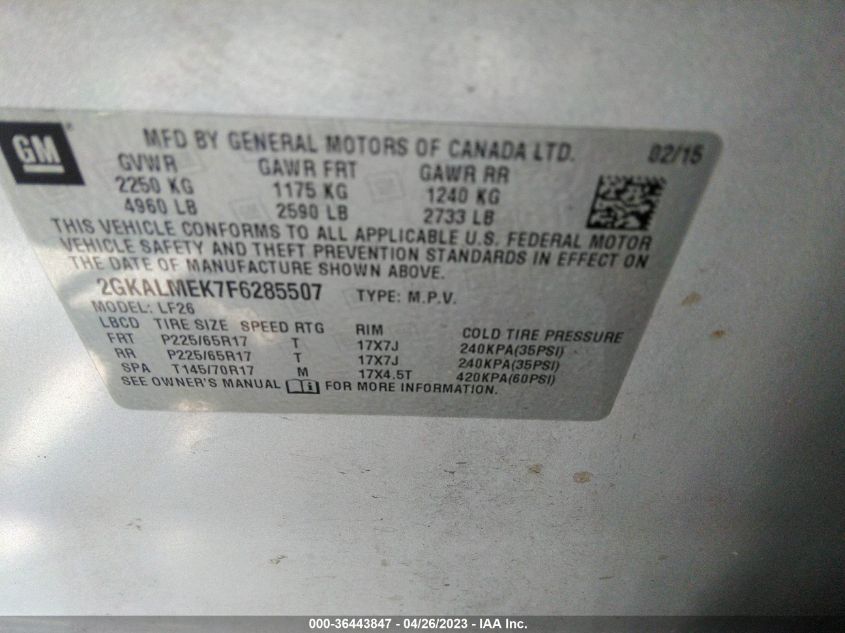 GM
MFD BY GENERAL MOTORS OF CANADA LTD. 02/15
GVWR GAWR FRT GAWR RR
2250 KG 1175 KG 1240 KG
4960 LB 2590 LB 2733 LB
THIS VEHICLE CONFORMS TO ALL APPLICABLE U.S. FEDERAL MOTOR
VEHICLE SAFETY AND THEFT PREVENTION STANDARDS IN EFFECT ON
THE DATE OF MANUFACTURE SHOWN ABOVE.
2GKALMEK7F6285507 TYPE: M.P.V.
MODEL: LF26
LBCD TIRE SIZE SPEED RTG RIM COLD TIRE PRESSURE
FRT P225/65R17 T 17X7J 240KPA(35PSI)
RR P225/65R17 T 17X7J 240KPA(35PSI)
SPA T145/70R17 M 17X4.5T 420KPA(60PSI)
SEE OWNER'S MANUAL FOR MORE INFORMATION.
000-36443847 - 04/26/2023 - IAA Inc.